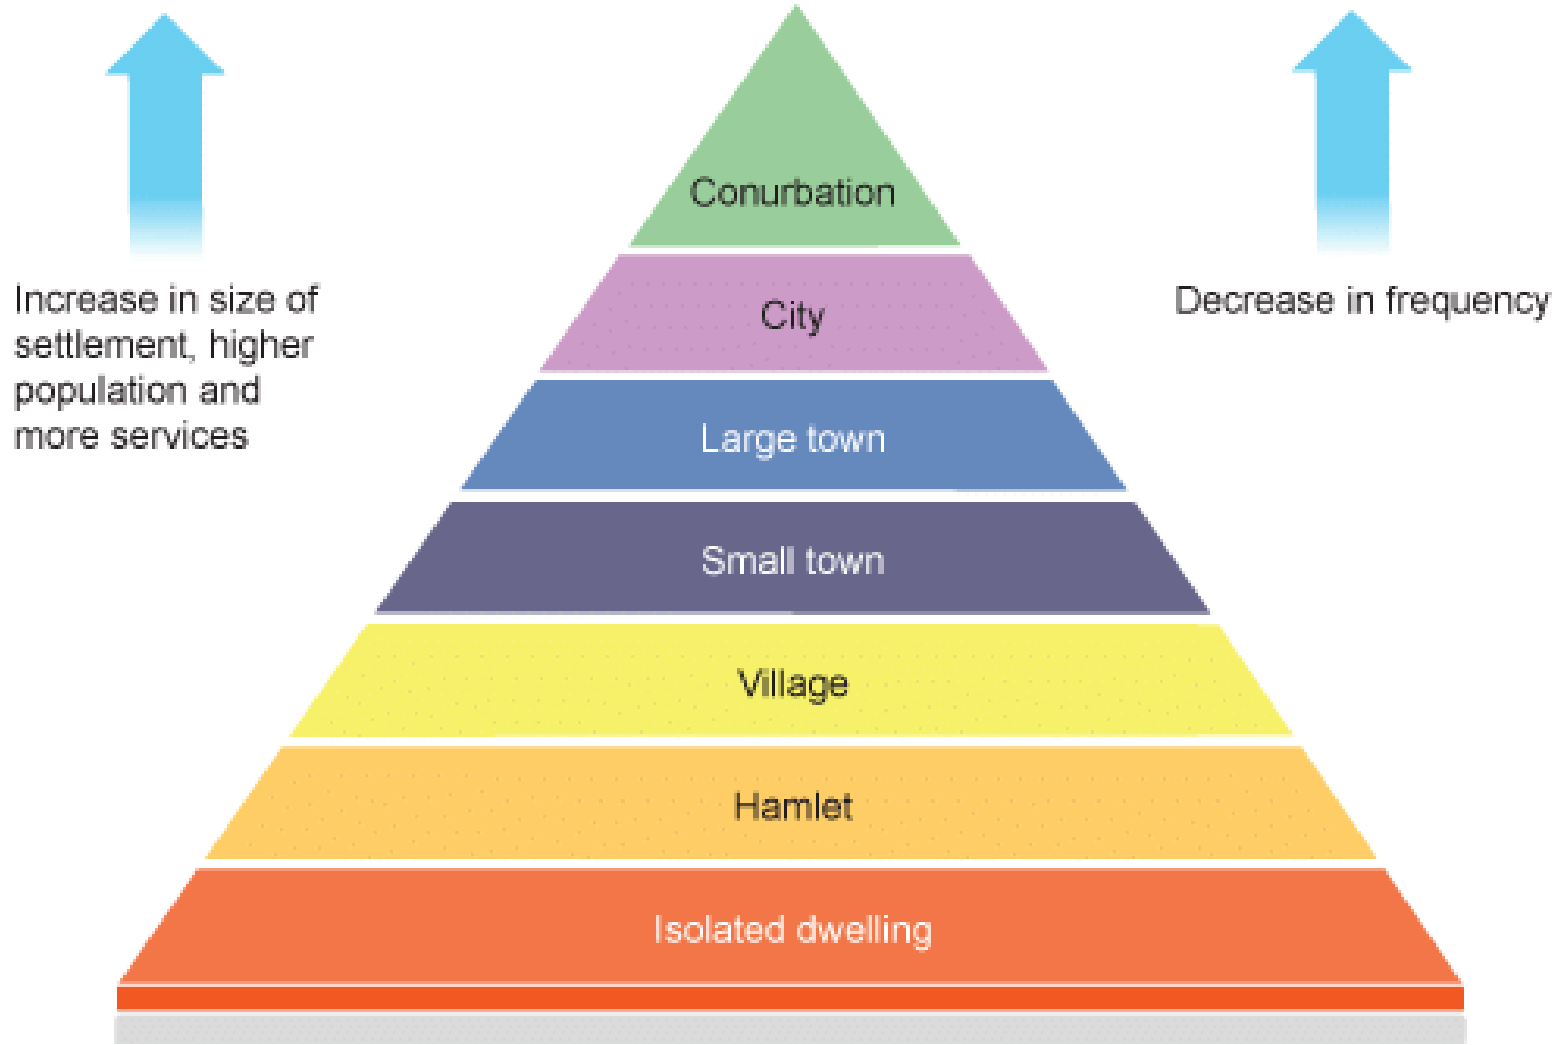 Conurbation
City
Large town
Small town
Village
Hamlet
Isolated dwelling
Increase in size of
settlement, higher
population and
more services
Decrease in frequency